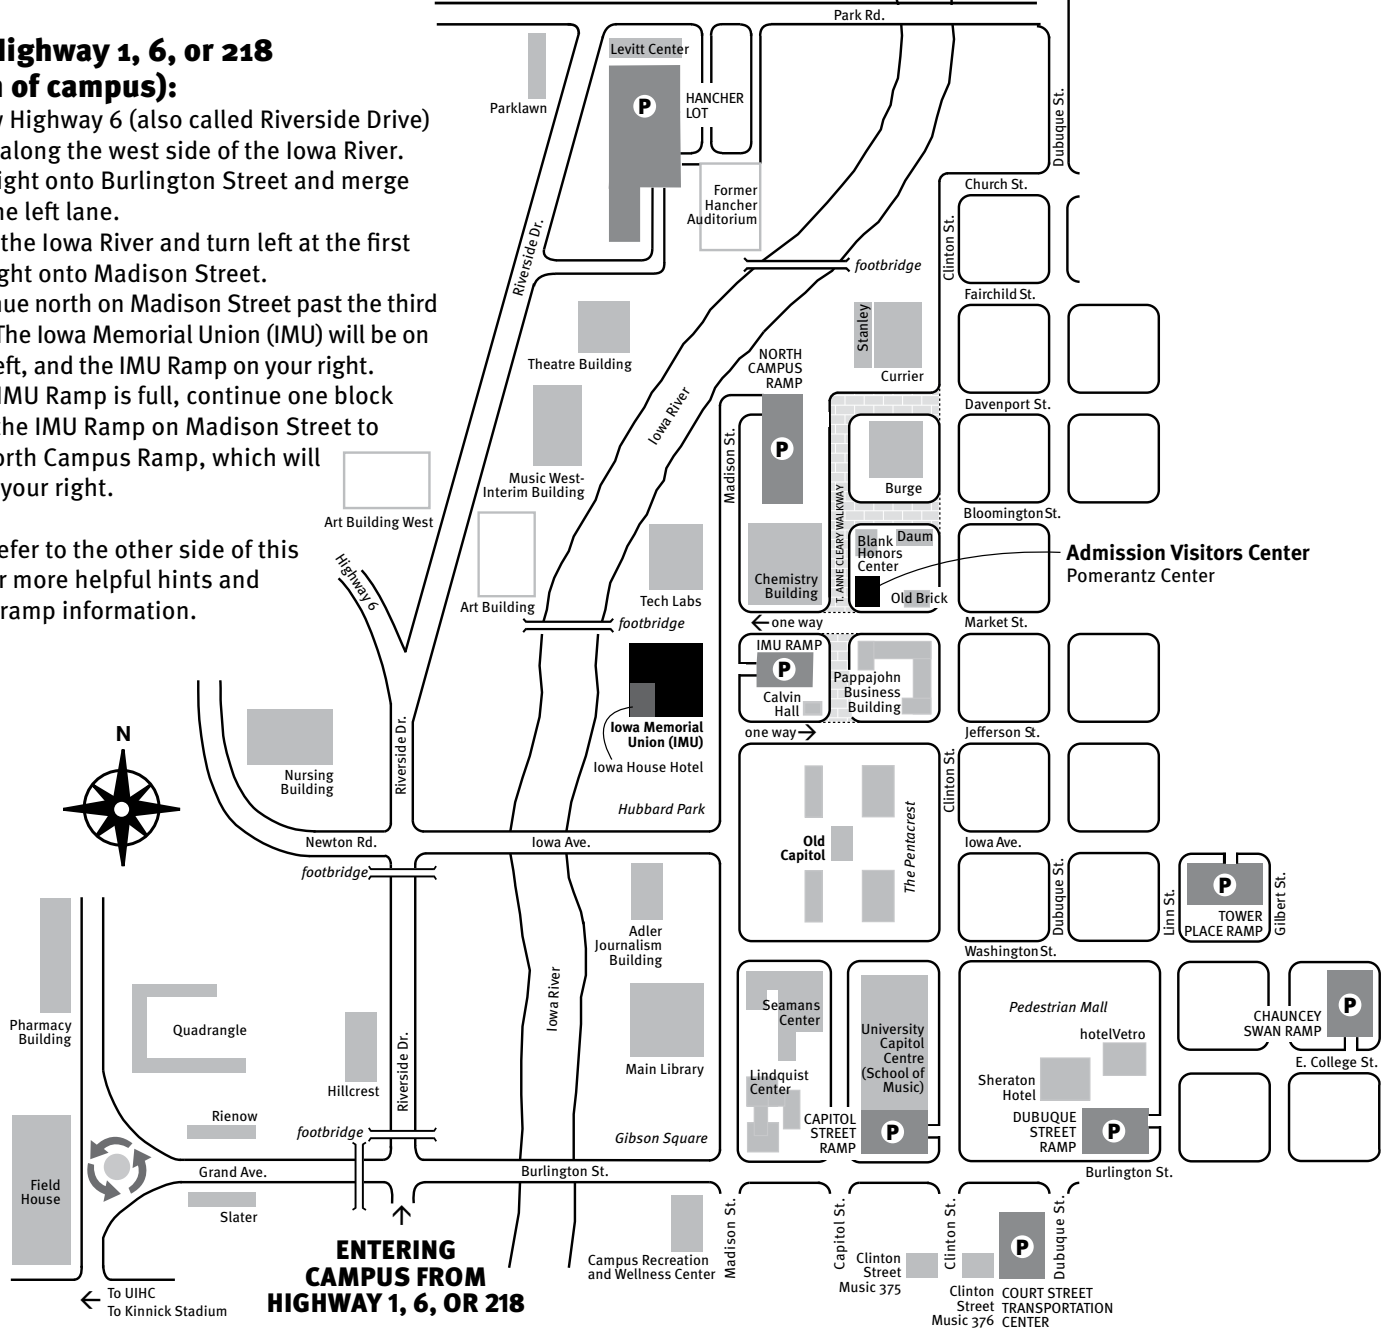 Highway 1, 6, or 218
of campus):
Highway 6 (also called Riverside Drive)
along the west side of the Iowa River.
ight onto Burlington Street and merge
left lane.
the Iowa River and turn left at the first
ght onto Madison Street.
nue north on Madison Street past the third
The Iowa Memorial Union (IMU) will be on
eft, and the IMU Ramp on your right.
IMU Ramp is full, continue one block
the IMU Ramp on Madison Street to
orth Campus Ramp, which will
your right.
efer to the other side of this
more helpful hints and
ramp information.
Park Rd.
Levitt Center
Parklawn
P
HANCHER
LOT
Dubuque St.
Former
Hancher
Auditorium
Church St.
Riverside Dr.
Clinton St.
footbridge
Fairchild St.
Theatre Building
Stanley
Currier
NORTH
CAMPUS
RAMP
P
Iowa River
Davenport St.
Madison St.
Music West-
Interim Building
Burge
Art Building West
T. ANNE CLEARY WALKWAY
Bloomington St.
Highway 6
Art Building
Tech Labs
Chemistry
Building
Blank
Honors
Center
Daum
Old Brick
Admission Visitors Center
Pomerantz Center
footbridge
one way
Market St.
IMU RAMP
P
Calvin
Hall
Pappajohn
Business
Building
Iowa Memorial
Union (IMU)
one way
Jefferson St.
Iowa House Hotel
N
Nursing
Building
Riverside Dr.
Clinton St.
Hubbard Park
The Pentacrest
Old
Capitol
Newton Rd.
Iowa Ave.
Iowa Ave.
footbridge
Dubuque St.
Linn St.
P
TOWER
PLACE RAMP
Gilbert St.
Adler
Journalism
Building
Washington St.
Iowa River
Pharmacy
Building
Quadrangle
Hillcrest
Riverside Dr.
Main Library
Seamans
Center
University
Capitol
Centre
(School of
Music)
Pedestrian Mall
hotelVetro
P
CHAUNCEY
SWAN RAMP
E. College St.
Sheraton
Hotel
Lindquist
Center
Rienow
footbridge
Gibson Square
CAPITOL
STREET
RAMP
P
DUBUQUE
STREET
RAMP
P
Grand Ave.
Burlington St.
Burlington St.
Field
House
Slater
Madison St.
Capitol St.
Clinton St.
Dubuque St.
ENTERING
CAMPUS FROM
HIGHWAY 1, 6, OR 218
Campus Recreation
and Wellness Center
Clinton
Street
Music 375
Clinton
Street
Music 376
P
COURT STREET
TRANSPORTATION
CENTER
To UIHC
To Kinnick Stadium